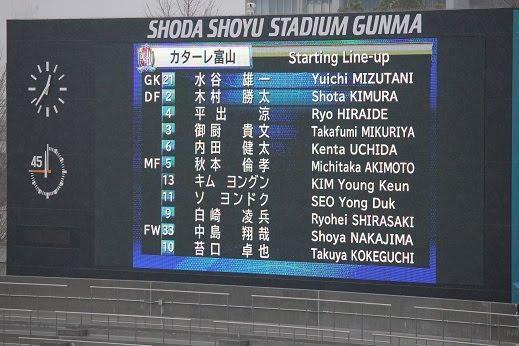 SHODA SHOYU STADIUM GUNMA
カターレ富山 Starting Line-up
GK 21 水谷 雄一 Yuichi MIZUTANI
DF 2 木村 勝太 Shota KIMURA
4 平出 涼 Ryo HIRAIDE
3 御厨 貴文 Takafumi MIKURIYA
6 内田 健太 Kenta UCHIDA
MF 5 秋本 倫孝 Michitaka AKIMOTO
13 キム ヨングン KIM Young Keun
11 ソ ヨンドク SEO Yong Duk
9 白崎 凌兵 Ryohei SHIRASAKI
FW 33 中島 翔哉 Shoya NAKAJIMA
10 苔口 卓也 Takuya KOKEGUCHI
45